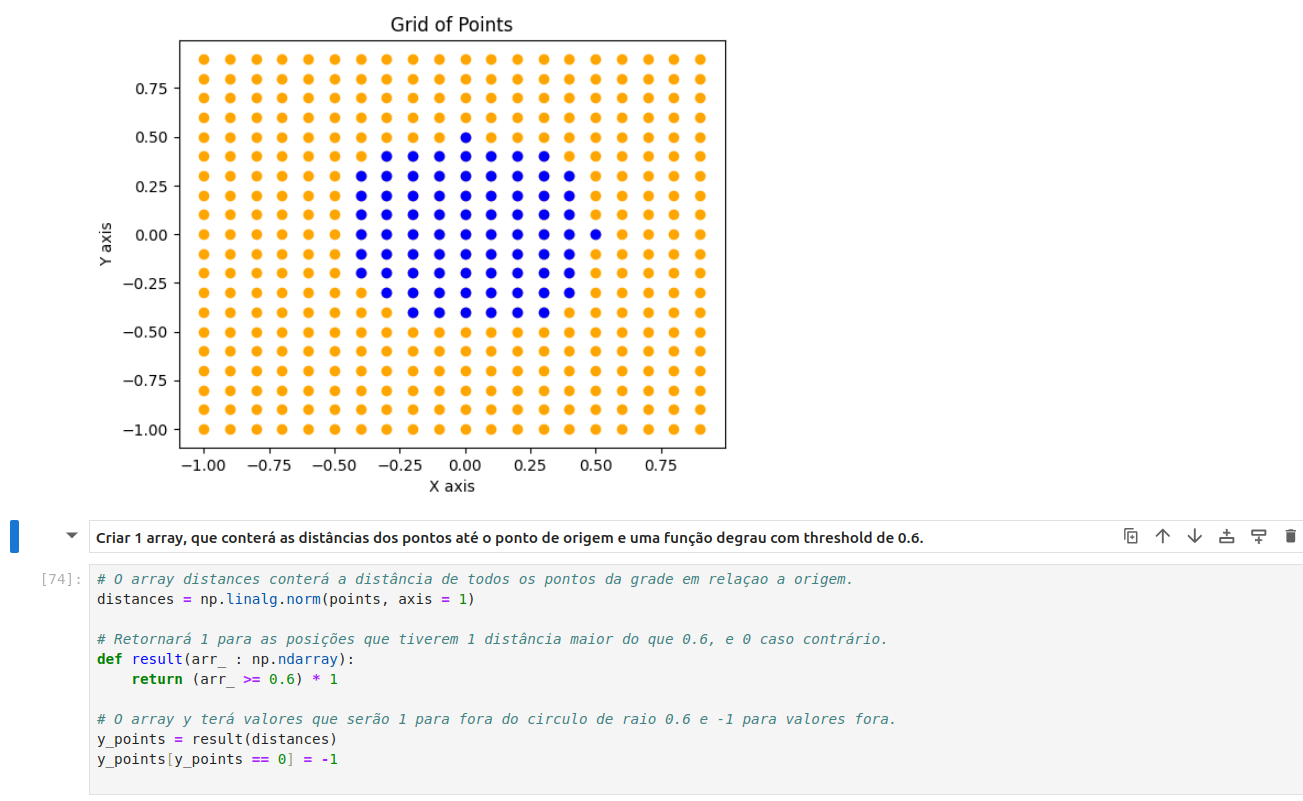 Grid of Points
0.75
0.50
0.25
0.00
−0.25
−0.50
−0.75
−1.00
Y axis
−1.00 −0.75 −0.50 −0.25 0.00 0.25 0.50 0.75
X axis
Criar 1 array, que conterá as distâncias dos pontos até o ponto de origem e uma função degrau com threshold de 0.6.
[74]:
# O array distances conterá a distância de todos os pontos da grade em relaçao a origem.
distances = np.linalg.norm(points, axis = 1)
# Retornará 1 para as posições que tiverem 1 distância maior do que 0.6, e 0 caso contrário.
def result(arr_ : np.ndarray):
    return (arr_ >= 0.6) * 1
# O array y terá valores que serão 1 para fora do circulo de raio 0.6 e -1 para valores fora.
y_points = result(distances)
y_points[y_points == 0] = -1